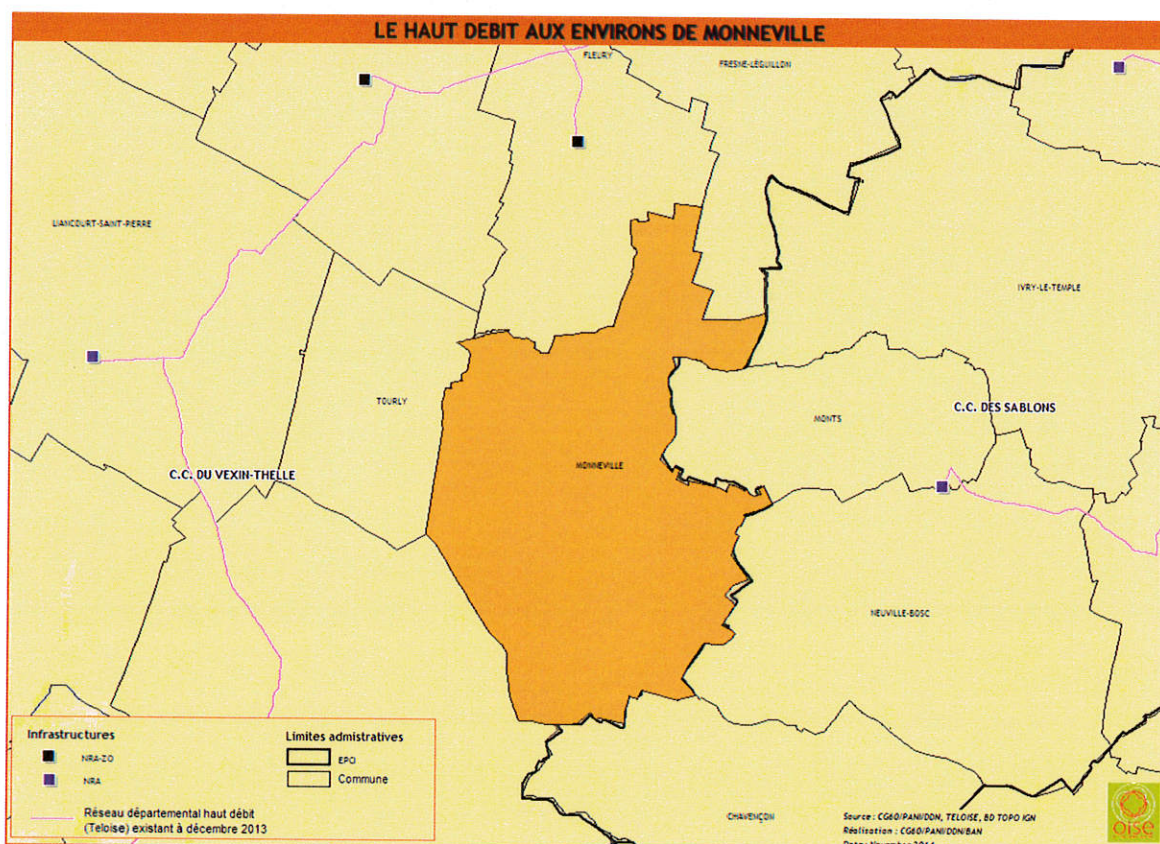 LE HAUT DEBIT AUX ENVIRONS DE MONNEVILLE
FLEURY
FRESNE-LÉGUILLON
LIANCOURT-SAINT-PIERRE
IVRY-LE-TEMPLE
TOURLY
C.C. DES SABLONS
MONTS
MONNEVILLE
C.C. DU VEXIN-THELLE
NEUVILLE-BOSC
Infrastructures
NRA-ZO
NRA
Réseau départemental haut débit
(Teloise) existant à décembre 2013
Limites admistratives
EPCI
Commune
CHAVENÇON
Source : CG60/PANI/DDN, TELOISE, BD TOPO IGN
Réalisation : CG60/PANI/DDN/BAN
oise